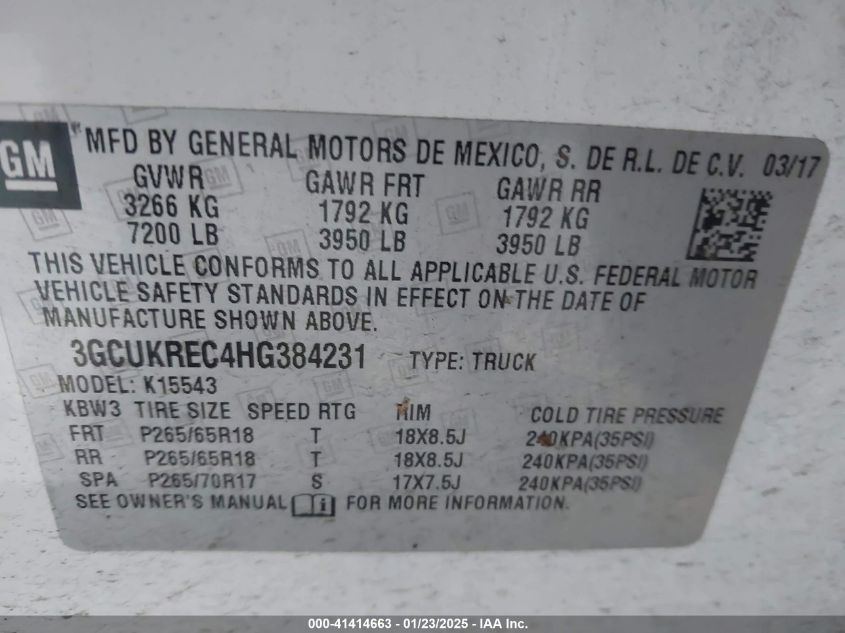 GM
MFD BY GENERAL MOTORS DE MEXICO, S. DE R.L. DE C.V. 03/17
GVWR GAWR FRT GAWR RR
3266 KG 1792 KG 1792 KG
7200 LB 3950 LB 3950 LB
THIS VEHICLE CONFORMS TO ALL APPLICABLE U.S. FEDERAL MOTOR
VEHICLE SAFETY STANDARDS IN EFFECT ON THE DATE OF
MANUFACTURE SHOWN ABOVE.
3GCUKREC4HG384231 TYPE: TRUCK
MODEL: K15543
KBW3 TIRE SIZE SPEED RTG RIM COLD TIRE PRESSURE
FRT P265/65R18 T 18X8.5J 240KPA(35PSI)
RR P265/65R18 T 18X8.5J 240KPA(35PSI)
SPA P265/70R17 S 17X7.5J 240KPA(35PSI)
SEE OWNER'S MANUAL FOR MORE INFORMATION.
000-41414663 - 01/23/2025 - IAA Inc.